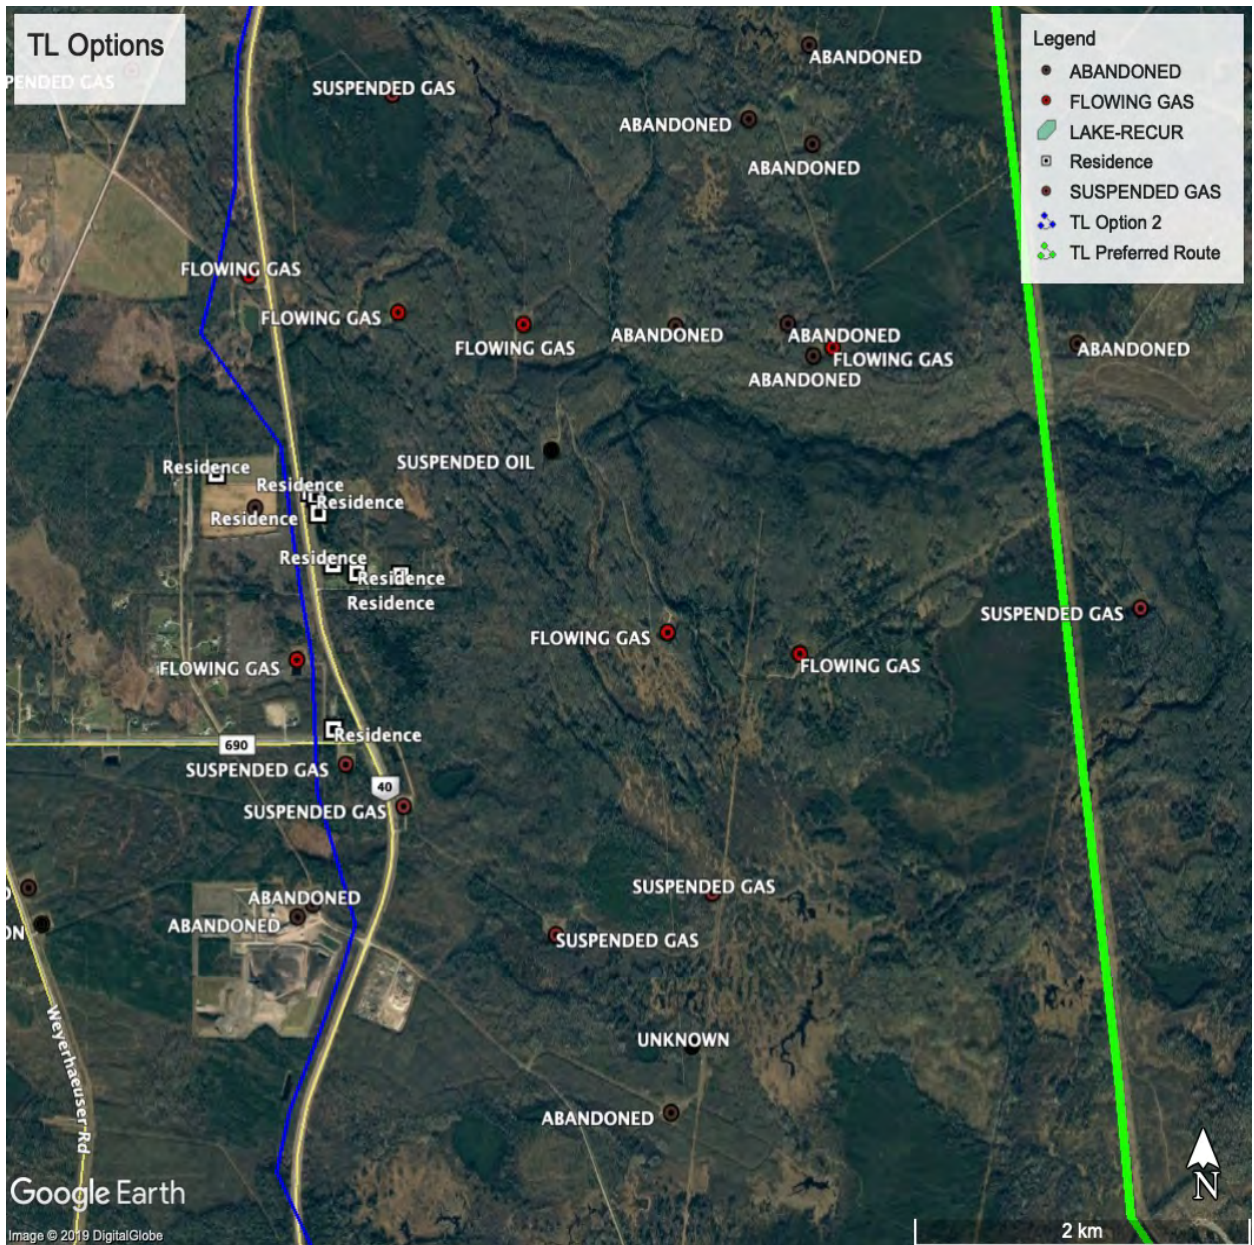 TL Options
PENDED GAS
SUSPENDED GAS
ABANDONED
ABANDONED
ABANDONED
Legend
ABANDONED
FLOWING GAS
LAKE-RECUR
Residence
SUSPENDED GAS
TL Option 2
TL Preferred Route
FLOWING GAS
FLOWING GAS
FLOWING GAS
ABANDONED
ABANDONED
FLOWING GAS
ABANDONED
ABANDONED
SUSPENDED OIL
Residence
Residence
Residence
Residence
Residence
Residence
Residence
SUSPENDED GAS
FLOWING GAS
FLOWING GAS
FLOWING GAS
Residence
690
SUSPENDED GAS
40
SUSPENDED GAS
SUSPENDED GAS
ABANDONED
ABANDONED
D
ON
SUSPENDED GAS
Weyerhaeuser Rd
UNKNOWN
ABANDONED
N
Google Earth
Image © 2019 DigitalGlobe
2 km